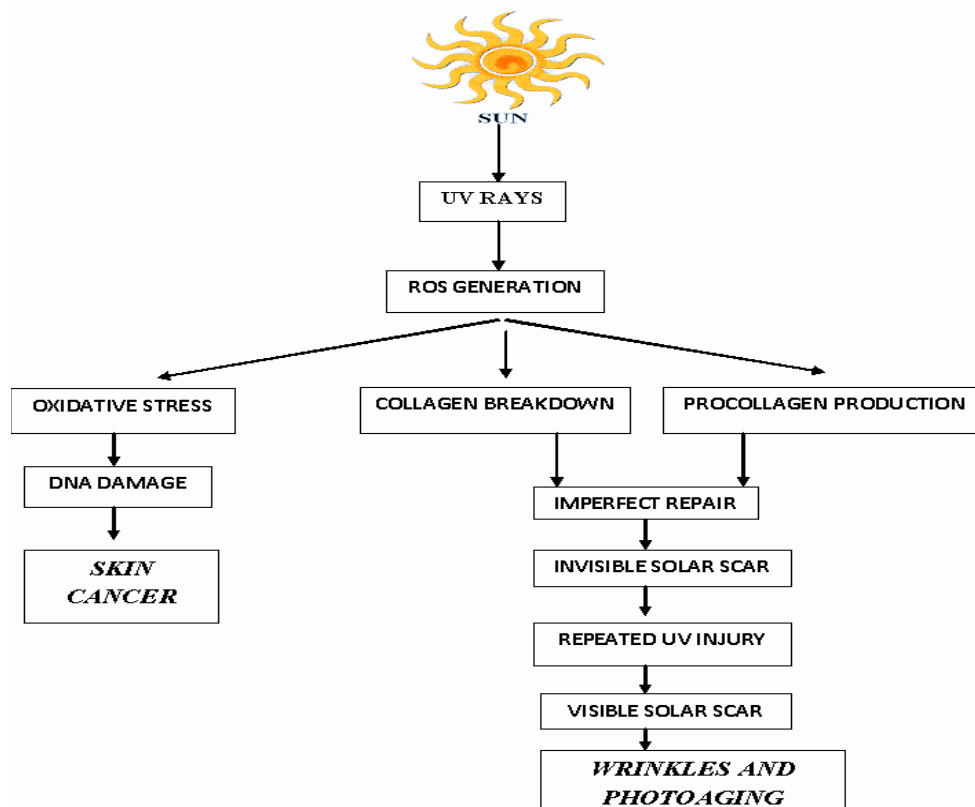 SUN
UV RAYS
ROS GENERATION
OXIDATIVE STRESS
COLLAGEN BREAKDOWN
PROCOLLAGEN PRODUCTION
DNA DAMAGE
IMPERFECT REPAIR
SKIN
CANCER
INVISIBLE SOLAR SCAR
REPEATED UV INJURY
VISIBLE SOLAR SCAR
WRINKLES AND
PHOTOAGING